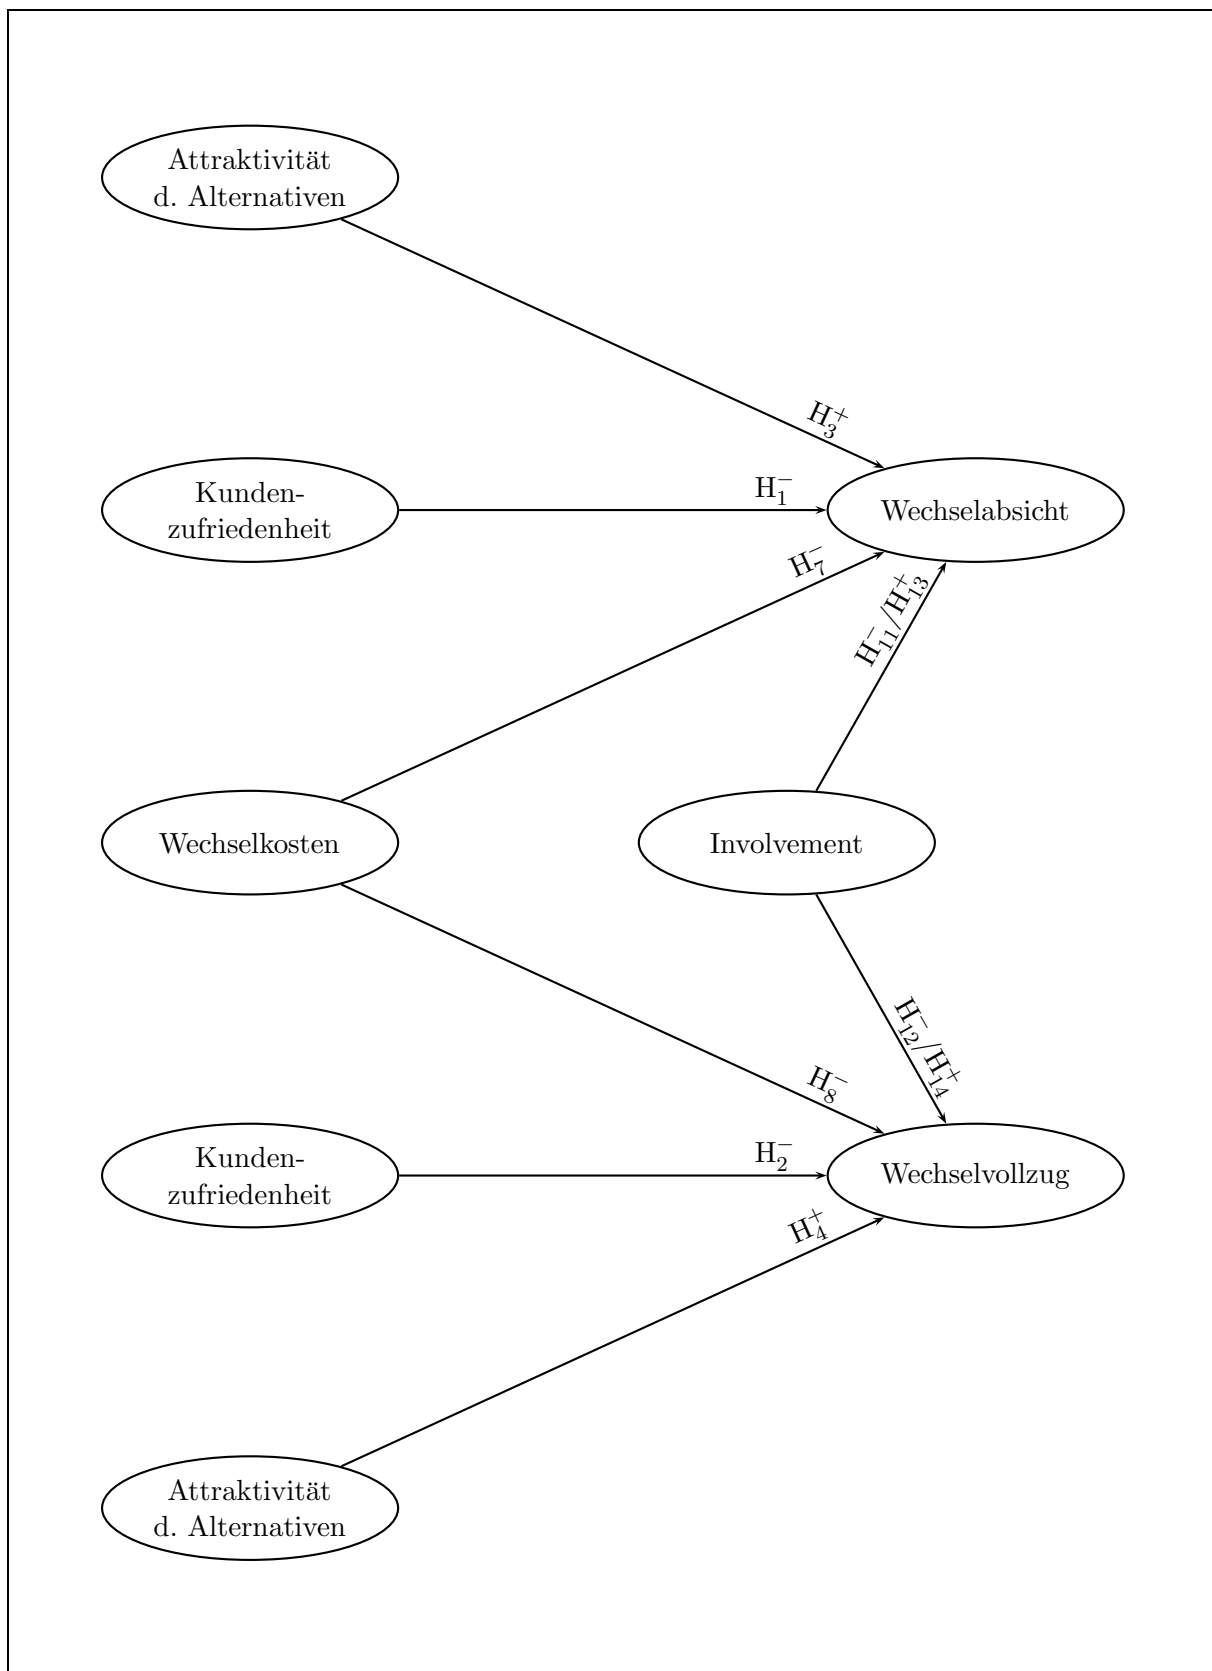 Attraktivität
d. Alternativen
H₃⁺
Kunden-
zufriedenheit
H₁⁻
Wechselabsicht
H₇⁻
H₁₁⁻/H₁₃⁺
Wechselkosten
Involvement
H₁₂⁻/H₁₄⁺
H₈⁻
Kunden-
zufriedenheit
H₂⁻
Wechselvollzug
H₄⁺
Attraktivität
d. Alternativen